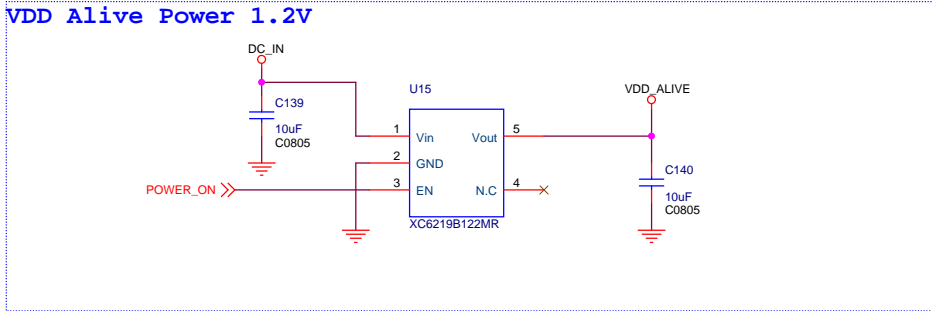 VDD Alive Power 1.2V
DC_IN
C139
10uF
C0805
U15
1 Vin
2 GND
3 EN
Vout 5
N.C 4
XC6219B122MR
POWER_ON
VDD_ALIVE
C140
10uF
C0805